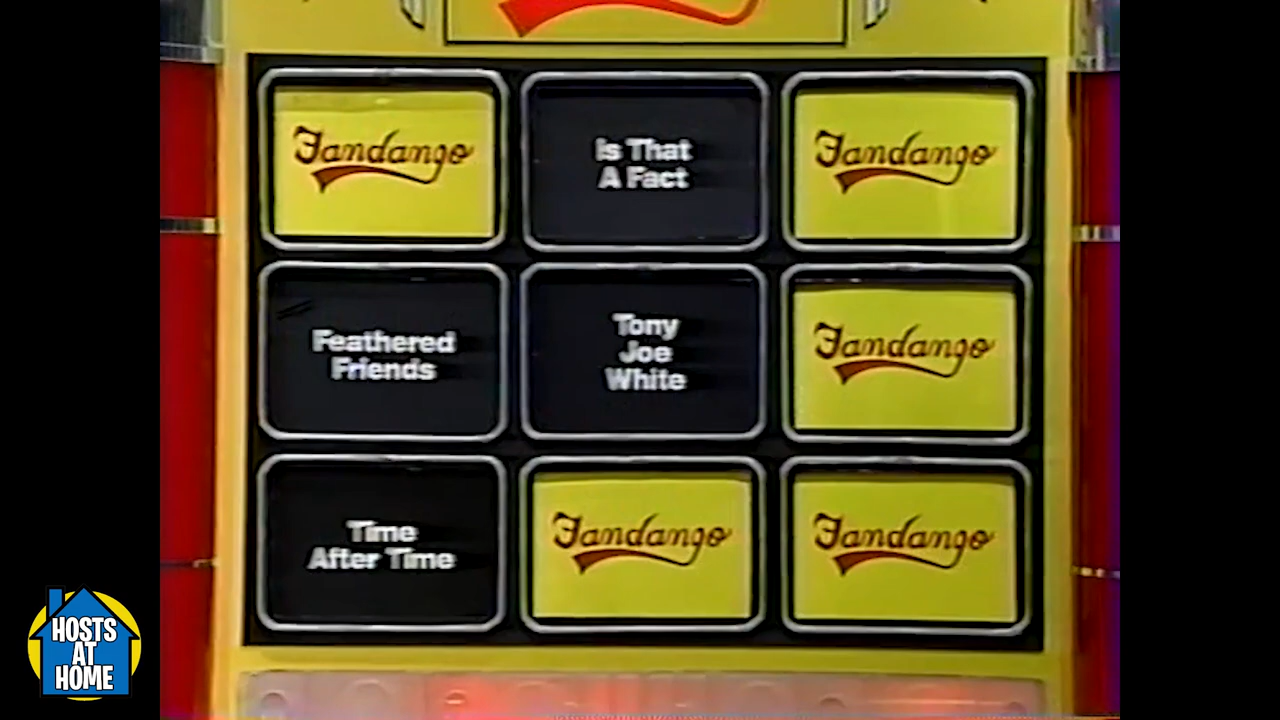 Fandango
Is That
A Fact
Fandango
Feathered
Friends
Tony
Joe
White
Fandango
Time
After Time
Fandango
Fandango
HOSTS
AT
HOME